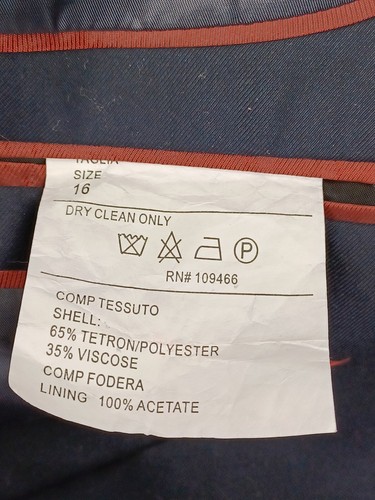 TAGLIA
SIZE
16
DRY CLEAN ONLY
P
RN# 109466
COMP TESSUTO
SHELL:
65% TETRON/POLYESTER
35% VISCOSE
COMP FODERA
LINING 100% ACETATE